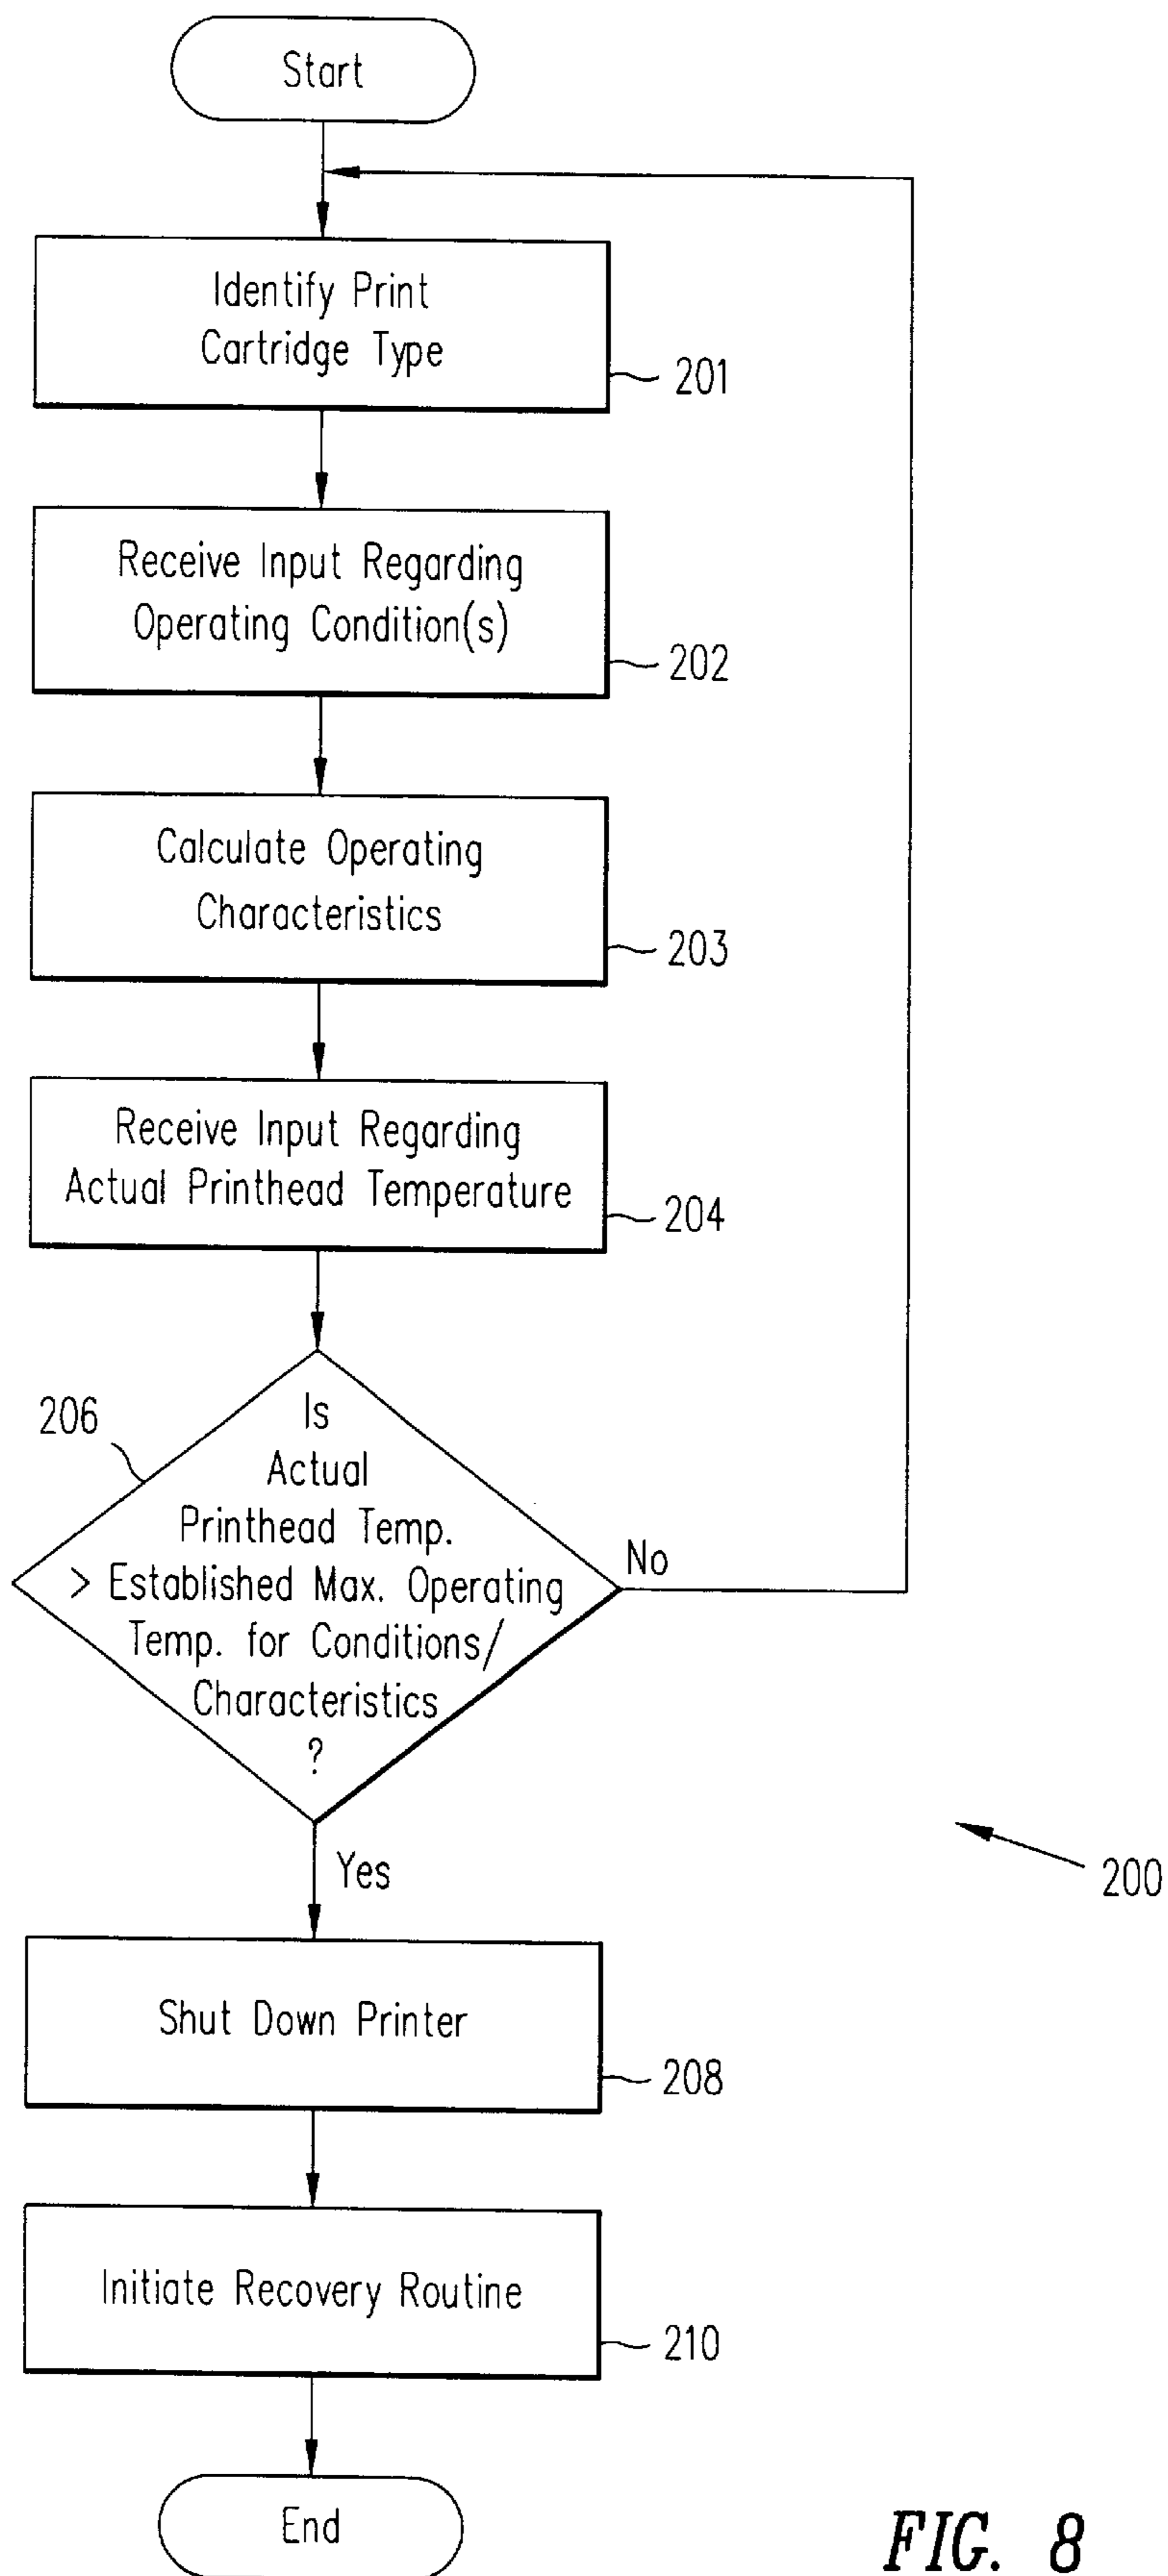 Start
Identify Print
Cartridge Type
201
Receive Input Regarding
Operating Condition(s)
202
Calculate Operating
Characteristics
203
Receive Input Regarding
Actual Printhead Temperature
204
206
Is
Actual
Printhead Temp.
> Established Max. Operating
Temp. for Conditions/
Characteristics
?
No
Yes
200
Shut Down Printer
208
Initiate Recovery Routine
210
End
FIG. 8